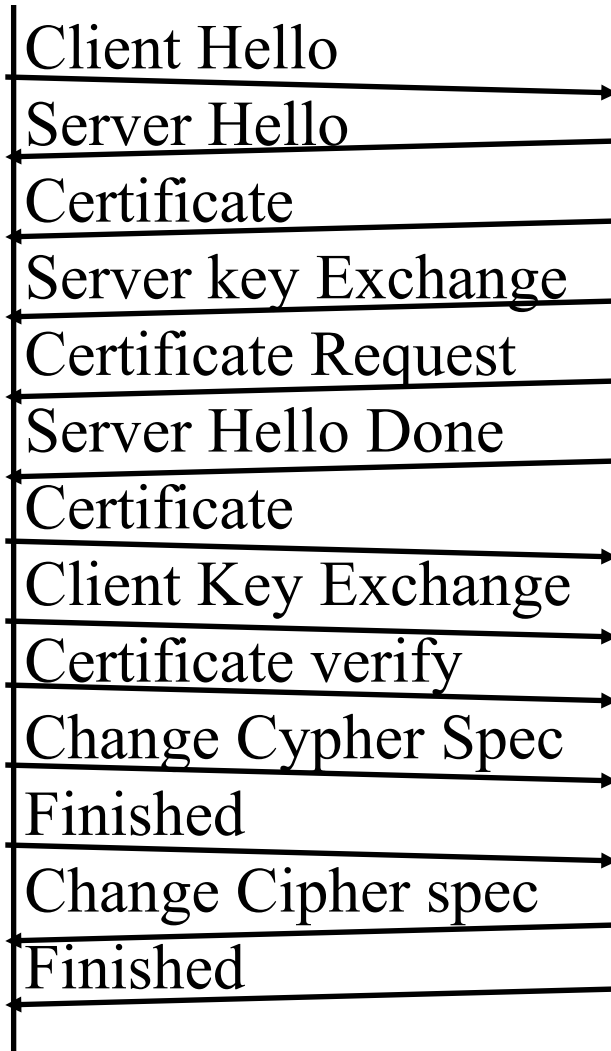 Client Hello
Server Hello
Certificate
Server key Exchange
Certificate Request
Server Hello Done
Certificate
Client Key Exchange
Certificate verify
Change Cypher Spec
Finished
Change Cipher spec
Finished